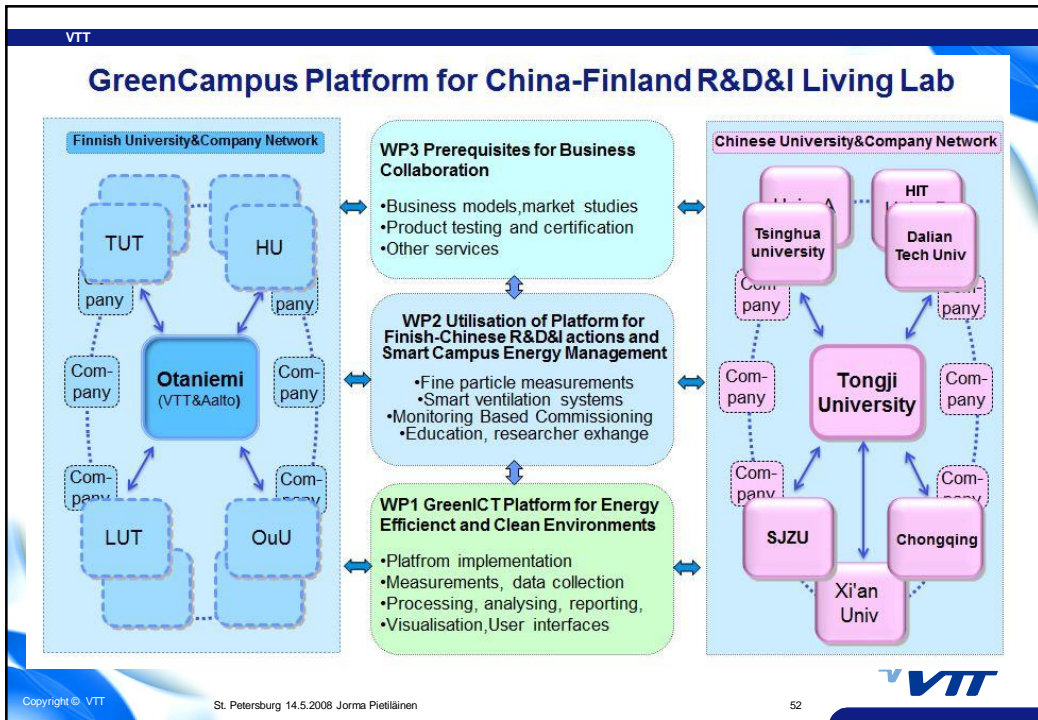 VTT
GreenCampus Platform for China-Finland R&D&I Living Lab
Finnish University&Company Network
TUT
HU
pany
pany
Com-
pany
Otaniemi
(VTT&Aalto)
Com-
pany
Com-
pany
Com-
pany
LUT
OuU
WP3 Prerequisites for Business
Collaboration
•Business models,market studies
•Product testing and certification
•Other services
WP2 Utilisation of Platform for
Finish-Chinese R&D&I actions and
Smart Campus Energy Management
•Fine particle measurements
•Smart ventilation systems
•Monitoring Based Commissioning
•Education, researcher exhange
WP1 GreenICT Platform for Energy
Efficienct and Clean Environments
•Platfrom implementation
•Measurements, data collection
•Processing, analysing, reporting,
•Visualisation,User interfaces
Chinese University&Company Network
HIT
Tsinghua
university
Dalian
Tech Univ
Com-
pany
Com-
pany
Com-
pany
Tongji
University
Com-
pany
Com-
pany
Com-
pany
SJZU
Chongqing
Xi'an
Univ
VTT
Copyright © VTT
St. Petersburg 14.5.2008 Jorma Pietiläinen
52